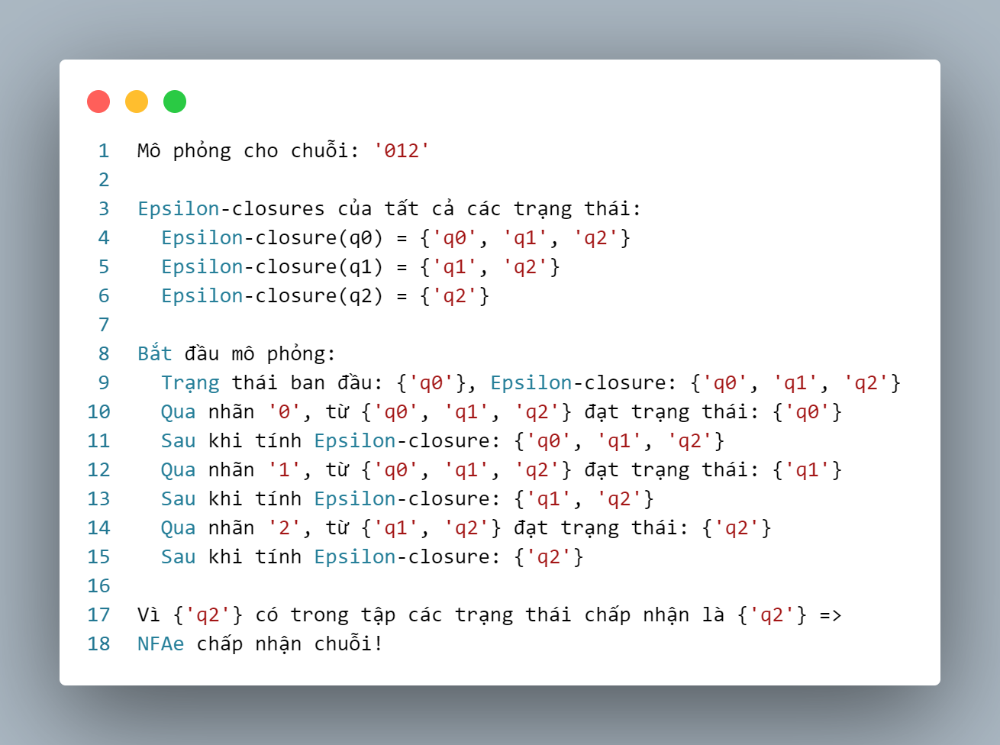 1 Mô phỏng cho chuỗi: '012'
2
3 Epsilon-closures của tất cả các trạng thái:
4 Epsilon-closure(q0) = {'q0', 'q1', 'q2'}
5 Epsilon-closure(q1) = {'q1', 'q2'}
6 Epsilon-closure(q2) = {'q2'}
7
8 Bắt đầu mô phỏng:
9 Trạng thái ban đầu: {'q0'}, Epsilon-closure: {'q0', 'q1', 'q2'}
10 Qua nhãn '0', từ {'q0', 'q1', 'q2'} đạt trạng thái: {'q0'}
11 Sau khi tính Epsilon-closure: {'q0', 'q1', 'q2'}
12 Qua nhãn '1', từ {'q0', 'q1', 'q2'} đạt trạng thái: {'q1'}
13 Sau khi tính Epsilon-closure: {'q1', 'q2'}
14 Qua nhãn '2', từ {'q1', 'q2'} đạt trạng thái: {'q2'}
15 Sau khi tính Epsilon-closure: {'q2'}
16
17 Vì {'q2'} có trong tập các trạng thái chấp nhận là {'q2'} =>
18 NFAe chấp nhận chuỗi!